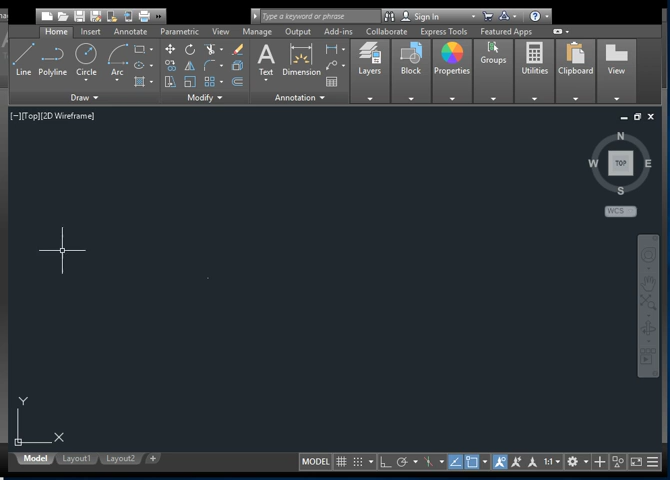 Type a keyword or phrase Sign In
Home Insert Annotate Parametric View Manage Output Add-ins Collaborate Express Tools Featured Apps
Line Polyline Circle Arc Text Dimension Layers Block Properties Groups Utilities Clipboard View
Draw Modify Annotation
[−][Top][2D Wireframe]
N
W TOP E
S
WCS
Y
X
Model Layout1 Layout2 + MODEL 1:1